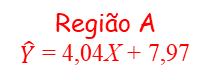 Região A
Ŷ = 4,04X + 7,97